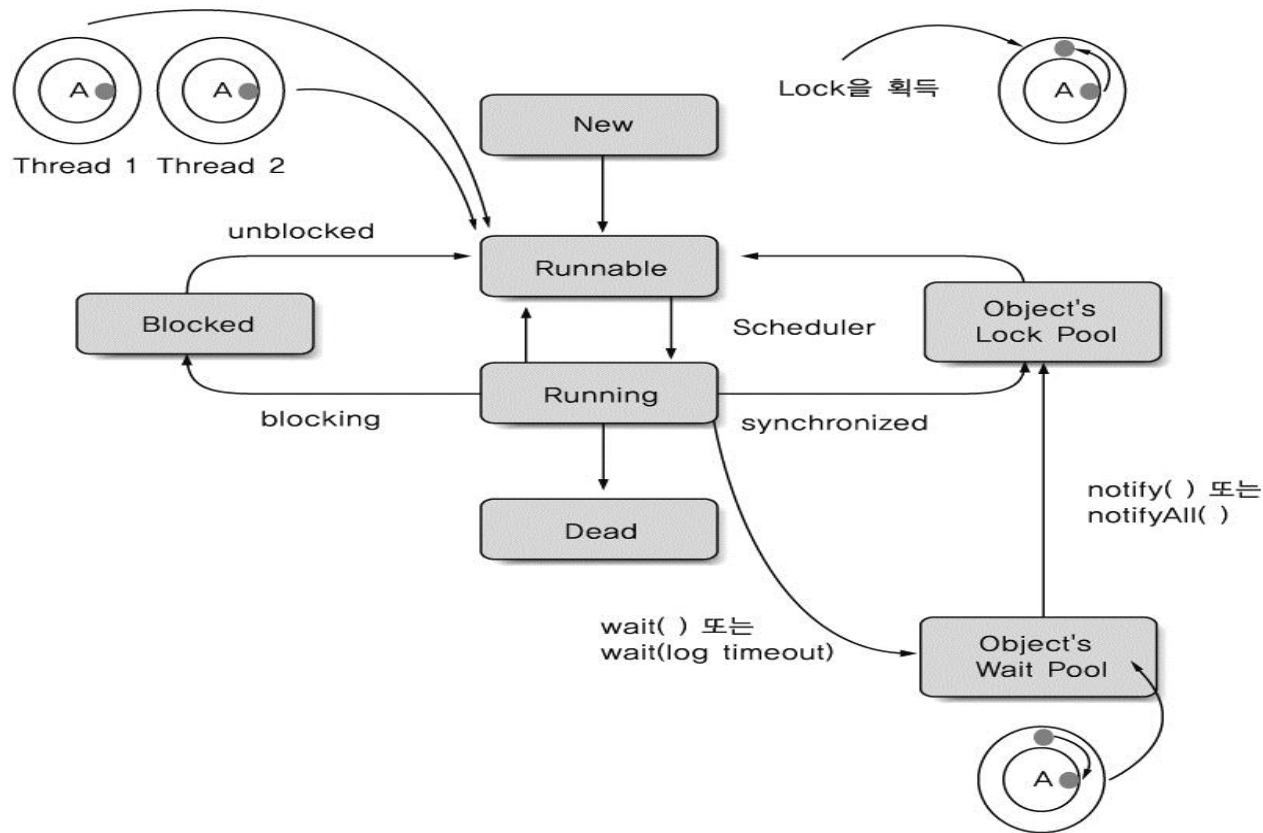 A
A
Thread 1
Thread 2
Lock을 획득
A
New
unblocked
Runnable
Blocked
Scheduler
Object's
Lock Pool
Running
blocking
synchronized
notify( ) 또는
notifyAll( )
Dead
wait( ) 또는
wait(log timeout)
Object's
Wait Pool
A